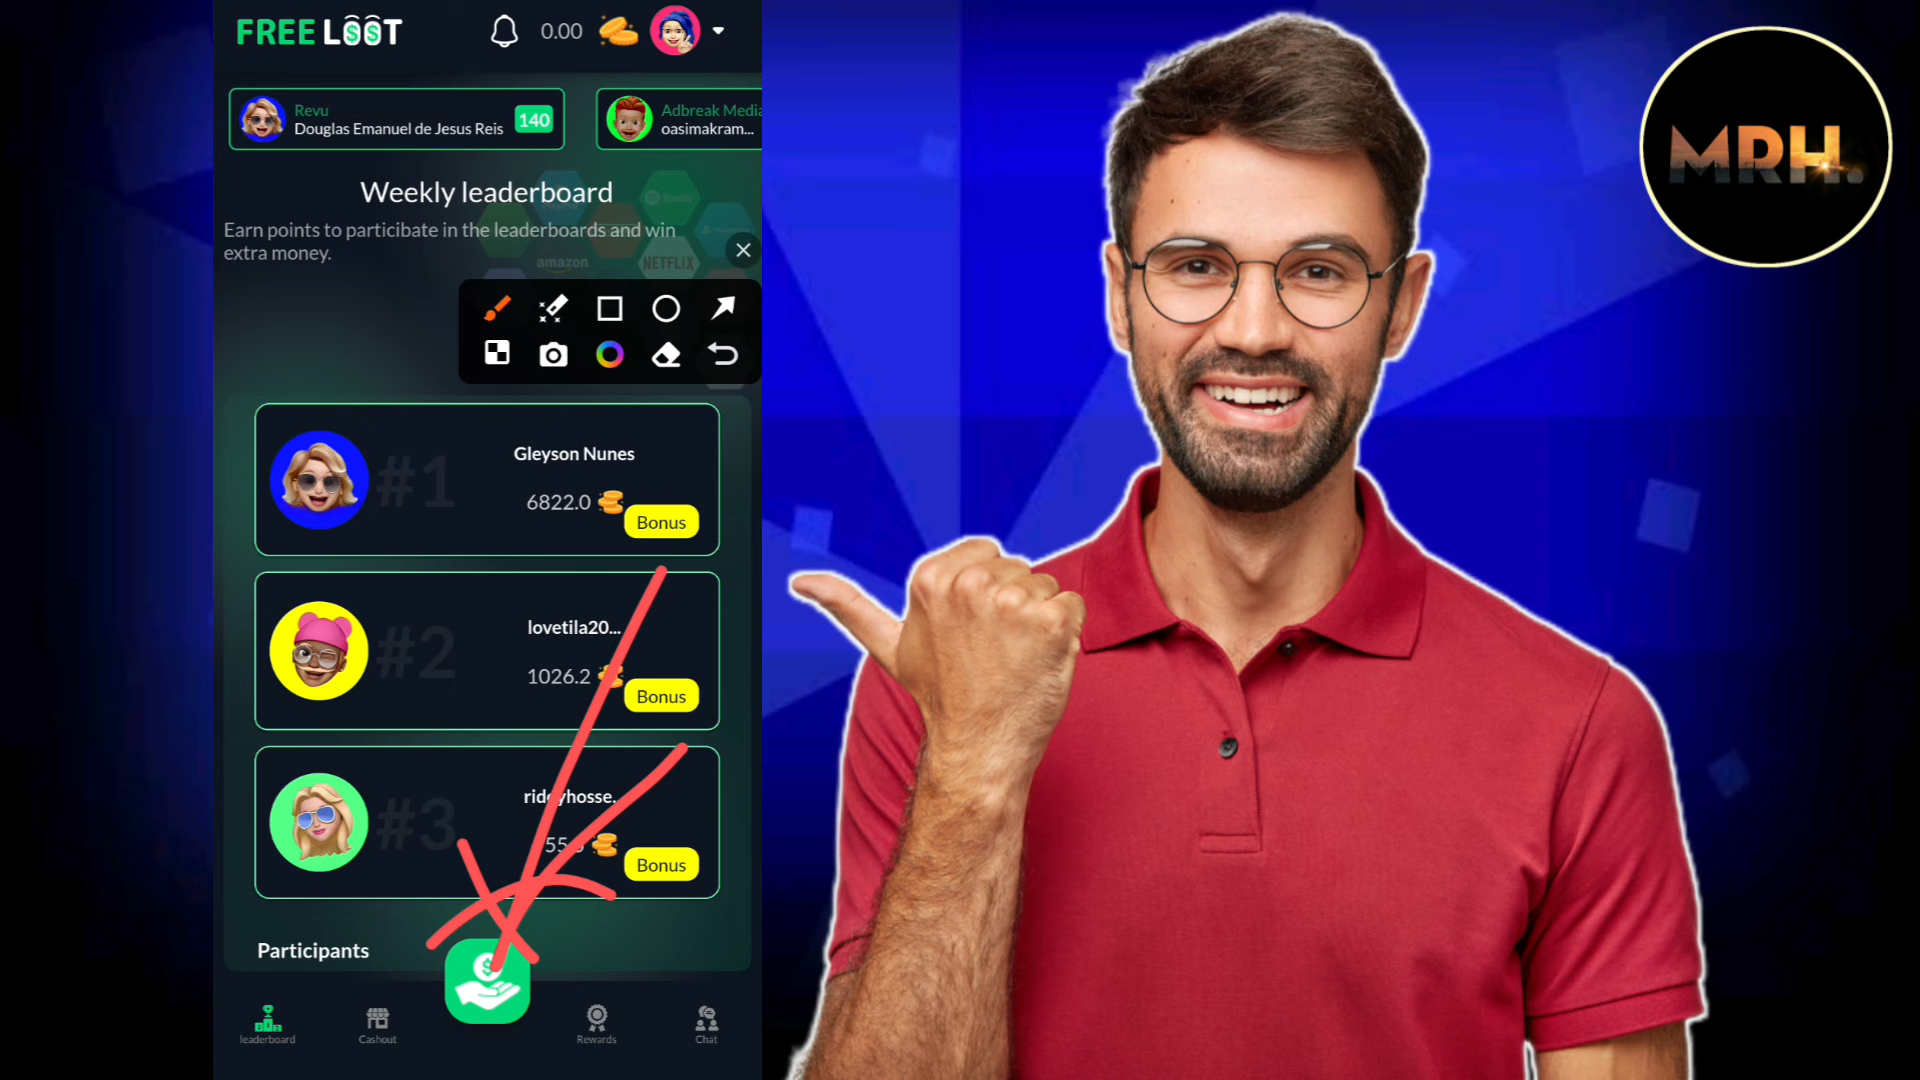 FREE LOOT
0.00
Revu
Douglas Emanuel de Jesus Reis
140
Adbreak Media
oasimakram...
Weekly leaderboard
Earn points to particibate in the leaderboards and win
extra money.
Spotify
amazon
NETFLIX
#1
Gleyson Nunes
6822.0
Bonus
#2
lovetila20...
1026.2
Bonus
#3
Bonus
Participants
leaderboard
Cashout
Rewards
Chat
MRH.